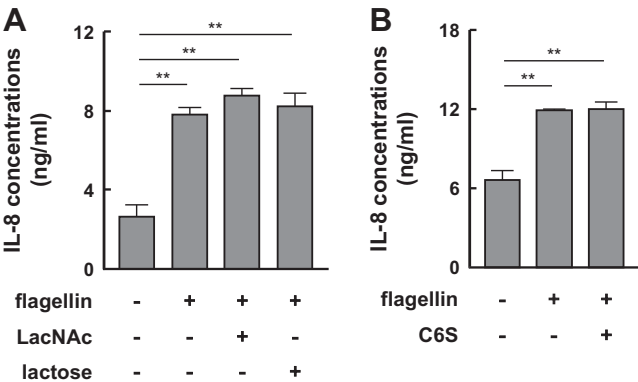 A
IL-8 concentrations
(ng/ml)
12
8
4
0
**
**
**
flagellin - + + +
LacNAc - - + -
lactose - - - +
B
IL-8 concentrations
(ng/ml)
18
12
6
0
**
**
flagellin - + +
C6S - - +